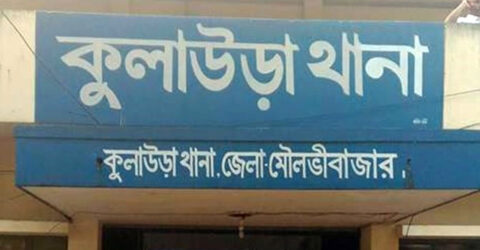 কুলাউড়া থানা
কুলাউড়া থানা, জেলা-মৌলভীবাজার।